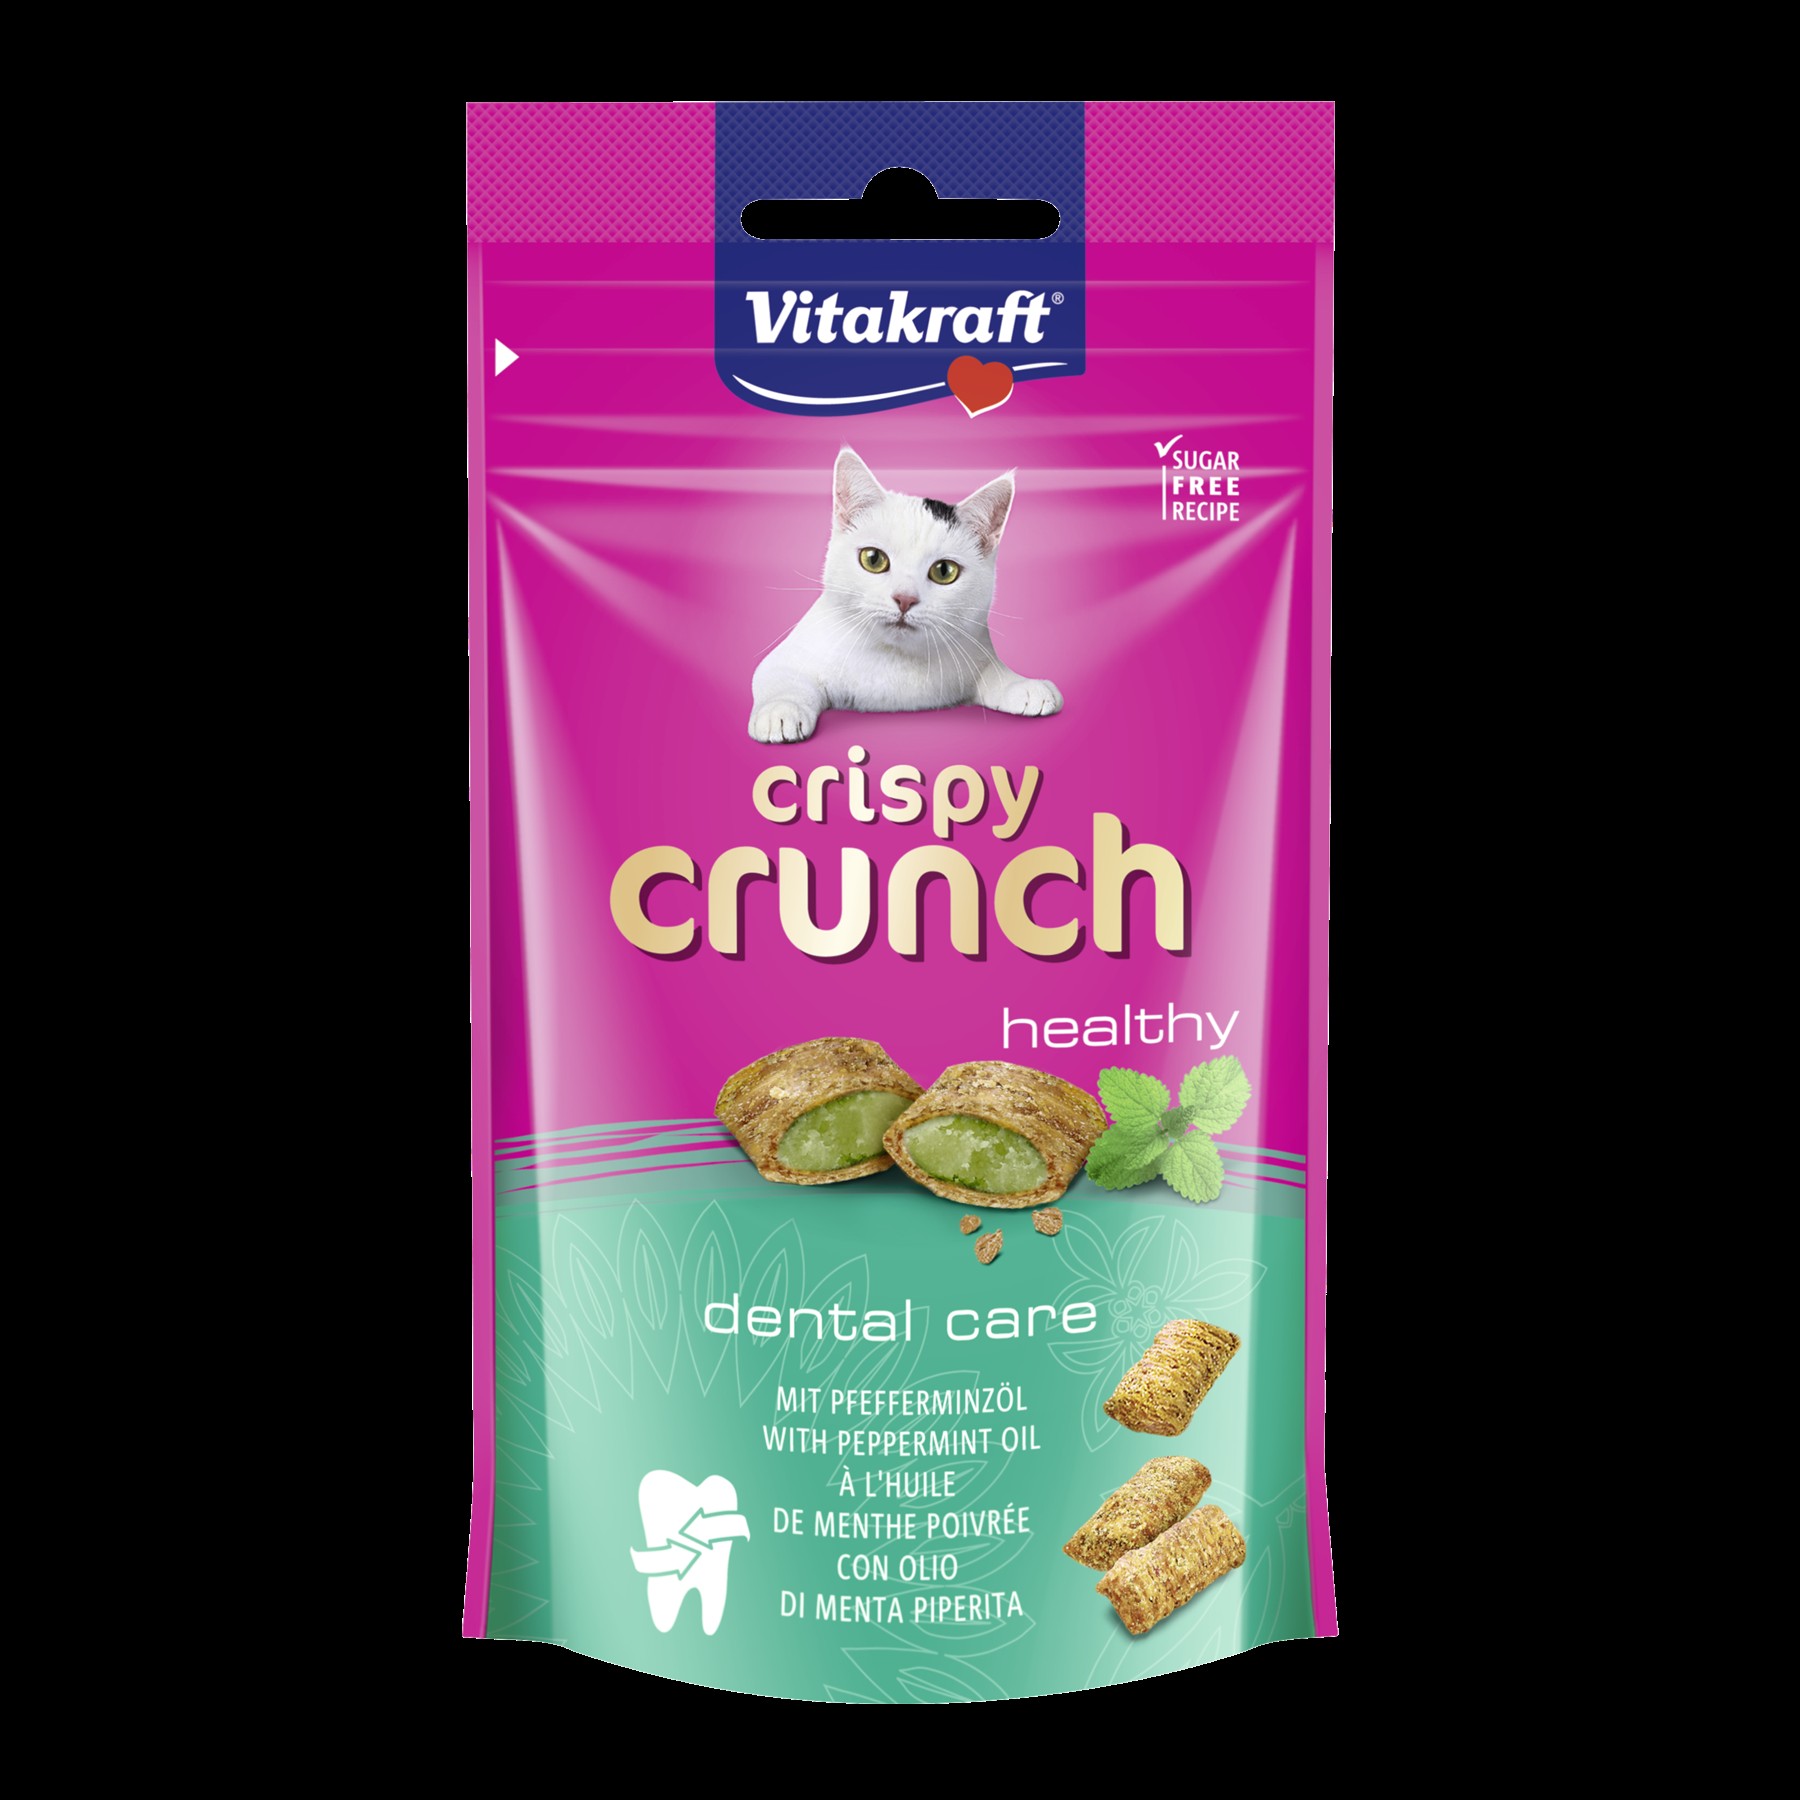 Vitakraft®
SUGAR
FREE
RECIPE
crispy
crunch
healthy
dental care
MIT PFEFFERMINZÖL
WITH PEPPERMINT OIL
À L'HUILE
DE MENTHE POIVRÉE
CON OLIO
DI MENTA PIPERITA